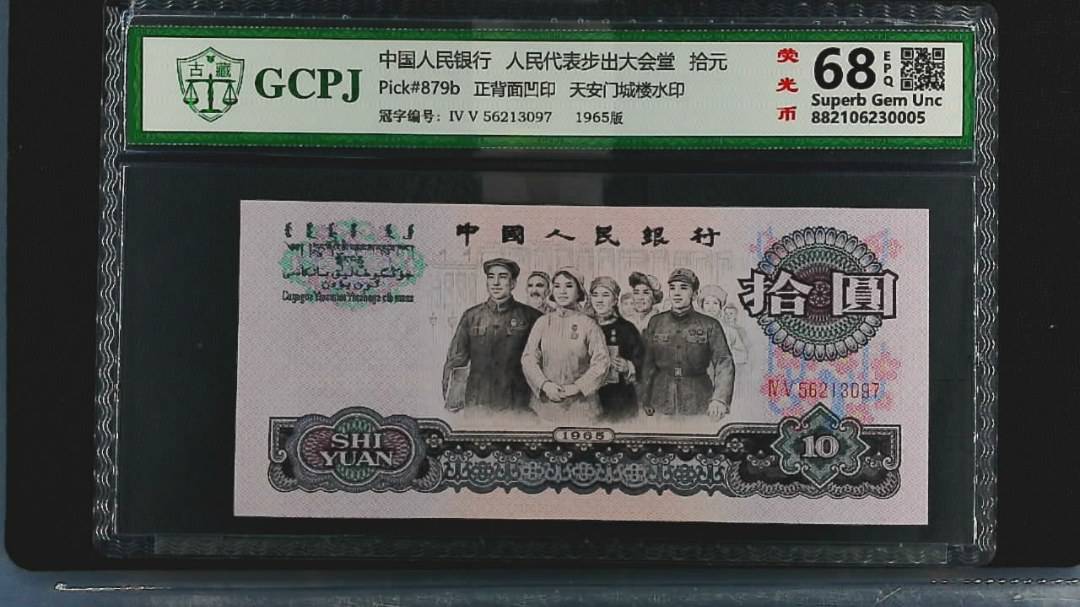 古藏
GCPJ
中国人民银行 人民代表步出大会堂 拾元
Pick#879b 正背面凹印 天安门城楼水印
冠字编号: IV V 56213097 1965版
荧光币
68 EPQ
Superb Gem Unc
882106230005
中國人民銀行
拾圓
IV V 56213097
1965
SHI
YUAN
10